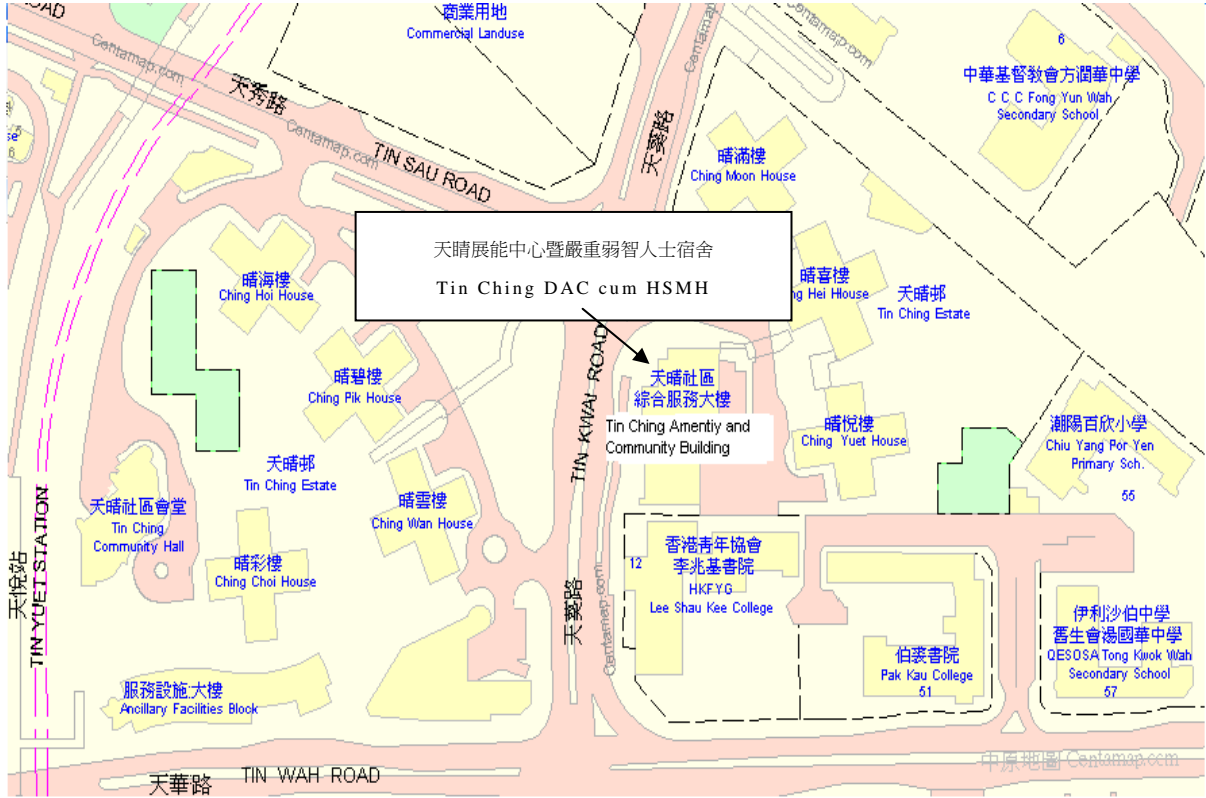 ROAD
商業用地
Commercial Landuse
Centamap.com
Centamap.com
6
中華基督教會方潤華中學
C C C Fong Yun Wah
Secondary School
天秀路
Centamap.com
TIN SAU ROAD
天葵路
晴滿樓
Ching Moon House
se
6
天晴展能中心暨嚴重弱智人士宿舍
Tin Ching DAC cum HSMH
晴海樓
Ching Hoi House
晴喜樓
g Hei House
天晴邨
Tin Ching Estate
晴碧樓
Ching Pik House
TIN KWAI ROAD
天晴社區
綜合服務大樓
Tin Ching Amentiy and
Community Building
晴悅樓
Ching Yuet House
潮陽百欣小學
Chiu Yang Por Yen
Primary Sch.
55
天晴邨
Tin Ching Estate
晴雲樓
Ching Wan House
天晴社區會堂
Tin Ching
Community Hall
晴彩樓
Ching Choi House
天悅站
TIN YUET STATION
12
香港青年協會
李兆基書院
HKFYG
Lee Shau Kee College
天葵路
Centamap.com
伯裘書院
Pak Kau College
51
伊利沙伯中學
舊生會湯國華中學
QESOSA Tong Kwok Wah
Secondary School
57
服務設施大樓
Ancillary Facilities Block
天華路
TIN WAH ROAD
中原地圖 Centamap.com